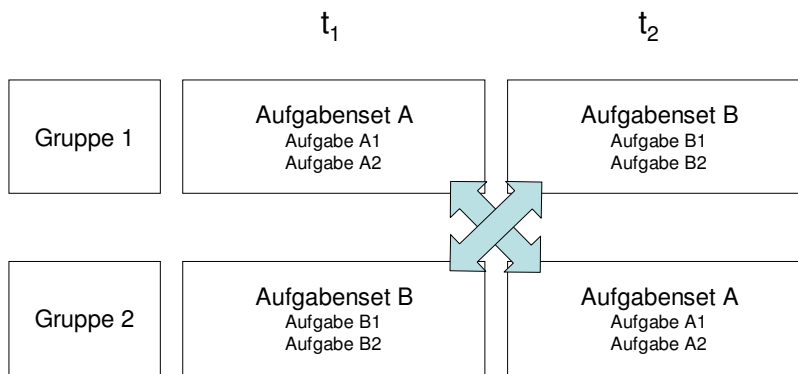 t₁ t₂
Gruppe 1
Aufgabenset A
Aufgabe A1
Aufgabe A2
Aufgabenset B
Aufgabe B1
Aufgabe B2
Gruppe 2
Aufgabenset B
Aufgabe B1
Aufgabe B2
Aufgabenset A
Aufgabe A1
Aufgabe A2